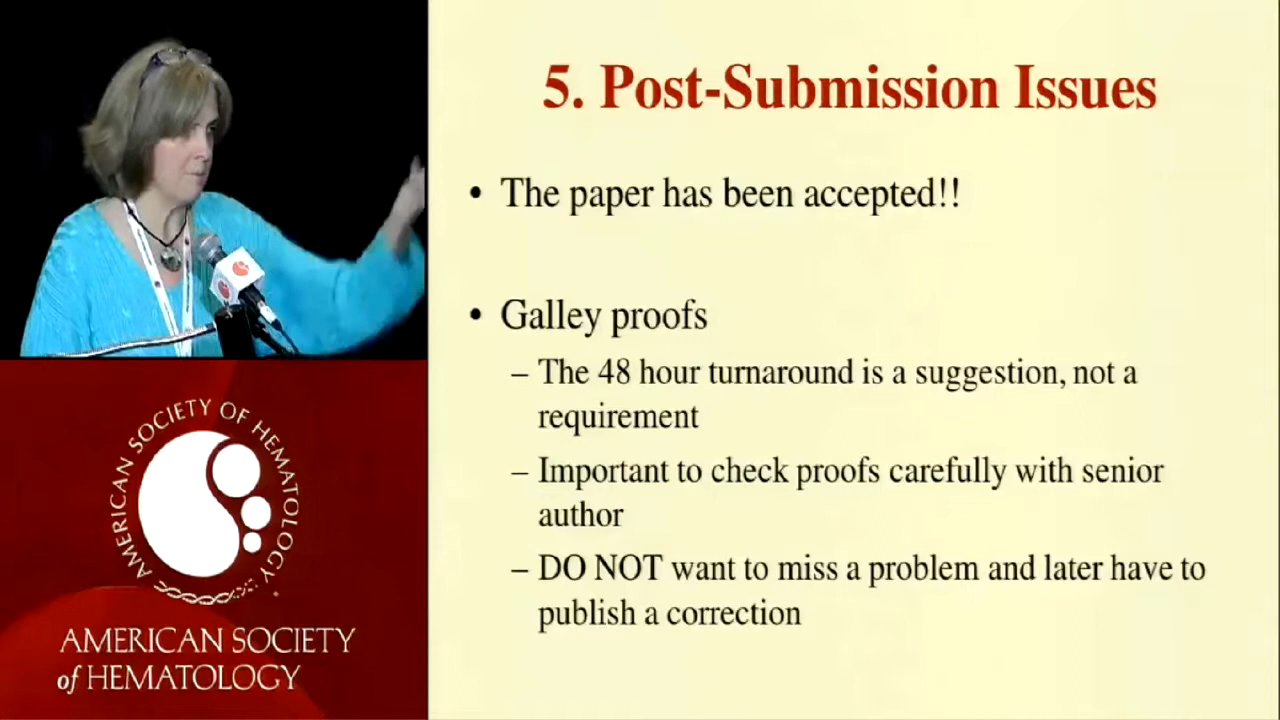 5. Post-Submission Issues
• The paper has been accepted!!
• Galley proofs
– The 48 hour turnaround is a suggestion, not a
requirement
– Important to check proofs carefully with senior
author
– DO NOT want to miss a problem and later have to
publish a correction
AMERICAN SOCIETY OF HEMATOLOGY
AMERICAN SOCIETY
of HEMATOLOGY